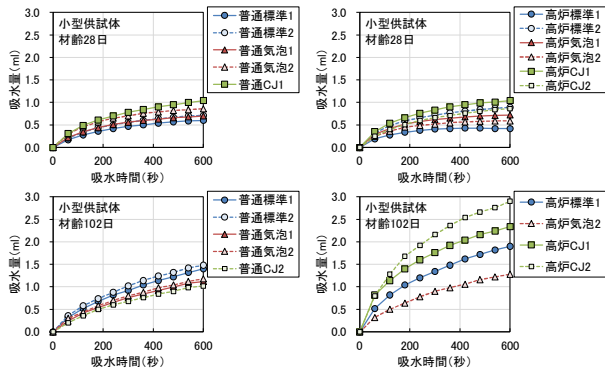 小型供試体
材齢28日
普通標準1
普通標準2
普通気泡1
普通気泡2
普通CJ1
吸水量(ml)
3.0
2.5
2.0
1.5
1.0
0.5
0.0
0
200
400
600
吸水時間(秒)
小型供試体
材齢28日
高炉標準1
高炉標準2
高炉気泡1
高炉気泡2
高炉CJ1
高炉CJ2
吸水量(ml)
3.0
2.5
2.0
1.5
1.0
0.5
0.0
0
200
400
600
吸水時間(秒)
小型供試体
材齢102日
普通標準1
普通標準2
普通気泡1
普通気泡2
普通CJ2
吸水量(ml)
3.0
2.5
2.0
1.5
1.0
0.5
0.0
0
200
400
600
吸水時間(秒)
小型供試体
材齢102日
高炉標準1
高炉気泡2
高炉CJ1
高炉CJ2
吸水量(ml)
3.0
2.5
2.0
1.5
1.0
0.5
0.0
0
200
400
600
吸水時間(秒)